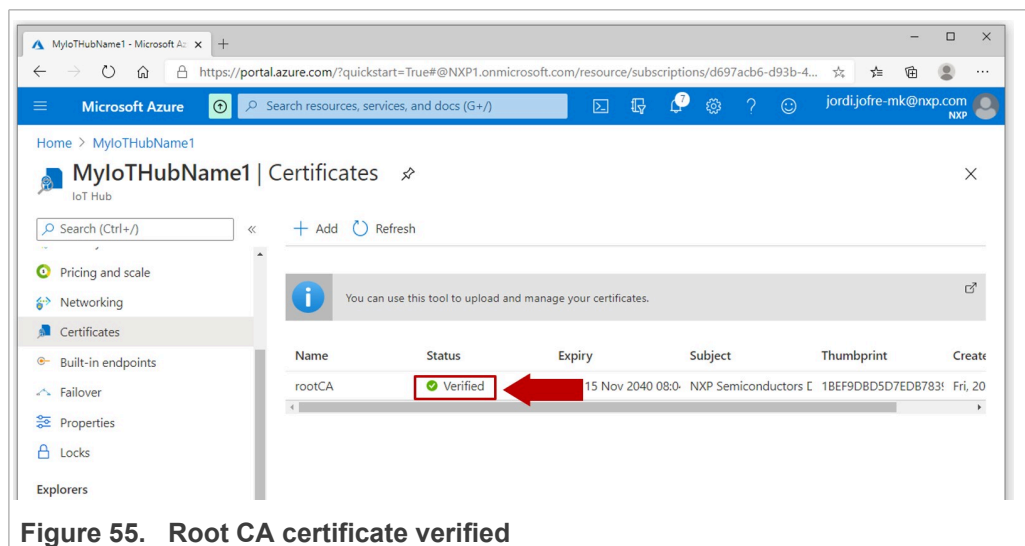 MyIoTHubName1 - Microsoft Az
https://portal.azure.com/?quickstart=True#@NXP1.onmicrosoft.com/resource/subscriptions/d697acb6-d93b-4...
Microsoft Azure
Search resources, services, and docs (G+/)
7
jordi.jofre-mk@nxp.com
NXP
Home > MyIoTHubName1
MyIoTHubName1 | Certificates
IoT Hub
Search (Ctrl+/)
«
+ Add
Refresh
Pricing and scale
Networking
Certificates
Built-in endpoints
Failover
Properties
Locks
Explorers
You can use this tool to upload and manage your certificates.
Name Status Expiry Subject Thumbprint Create
rootCA Verified 15 Nov 2040 08:0 NXP Semiconductors 1BEF9DBD5D7EDB783 Fri, 20
Figure 55. Root CA certificate verified